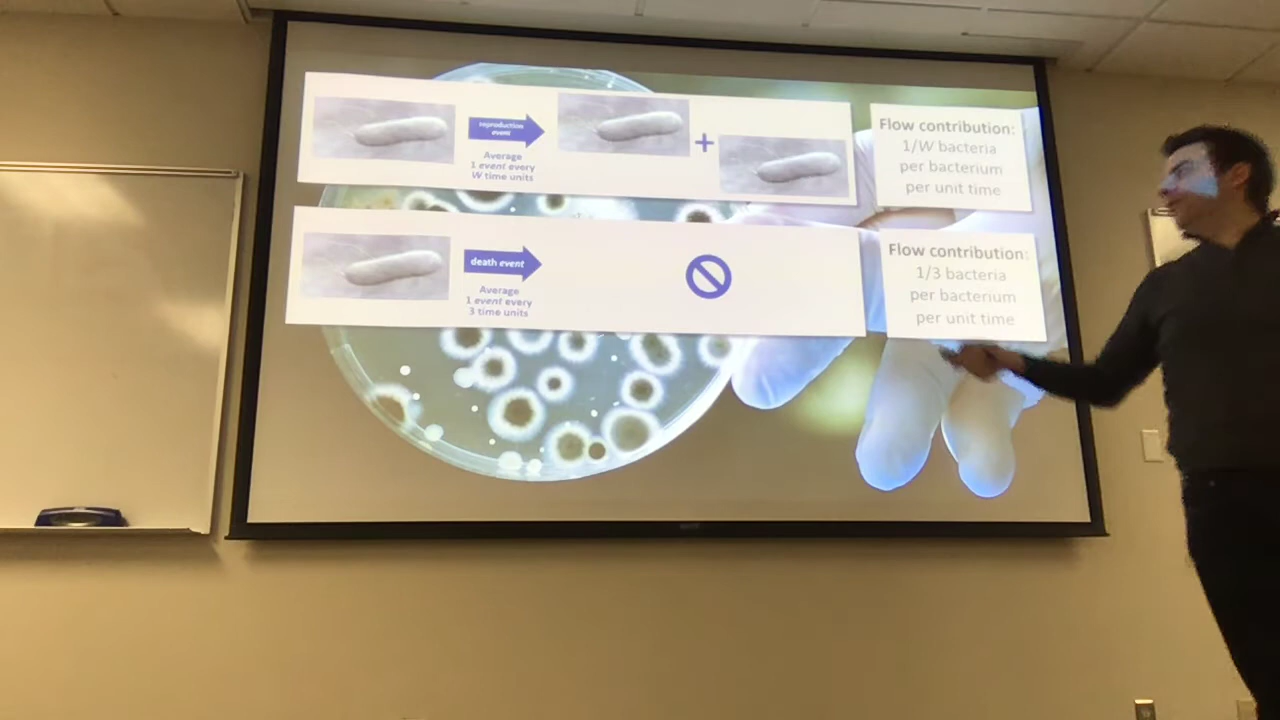 reproduction
event
Average
1 event every
W time units
+
Flow contribution:
1/W bacteria
per bacterium
per unit time
death event
Average
1 event every
3 time units
Flow contribution:
1/3 bacteria
per bacterium
per unit time